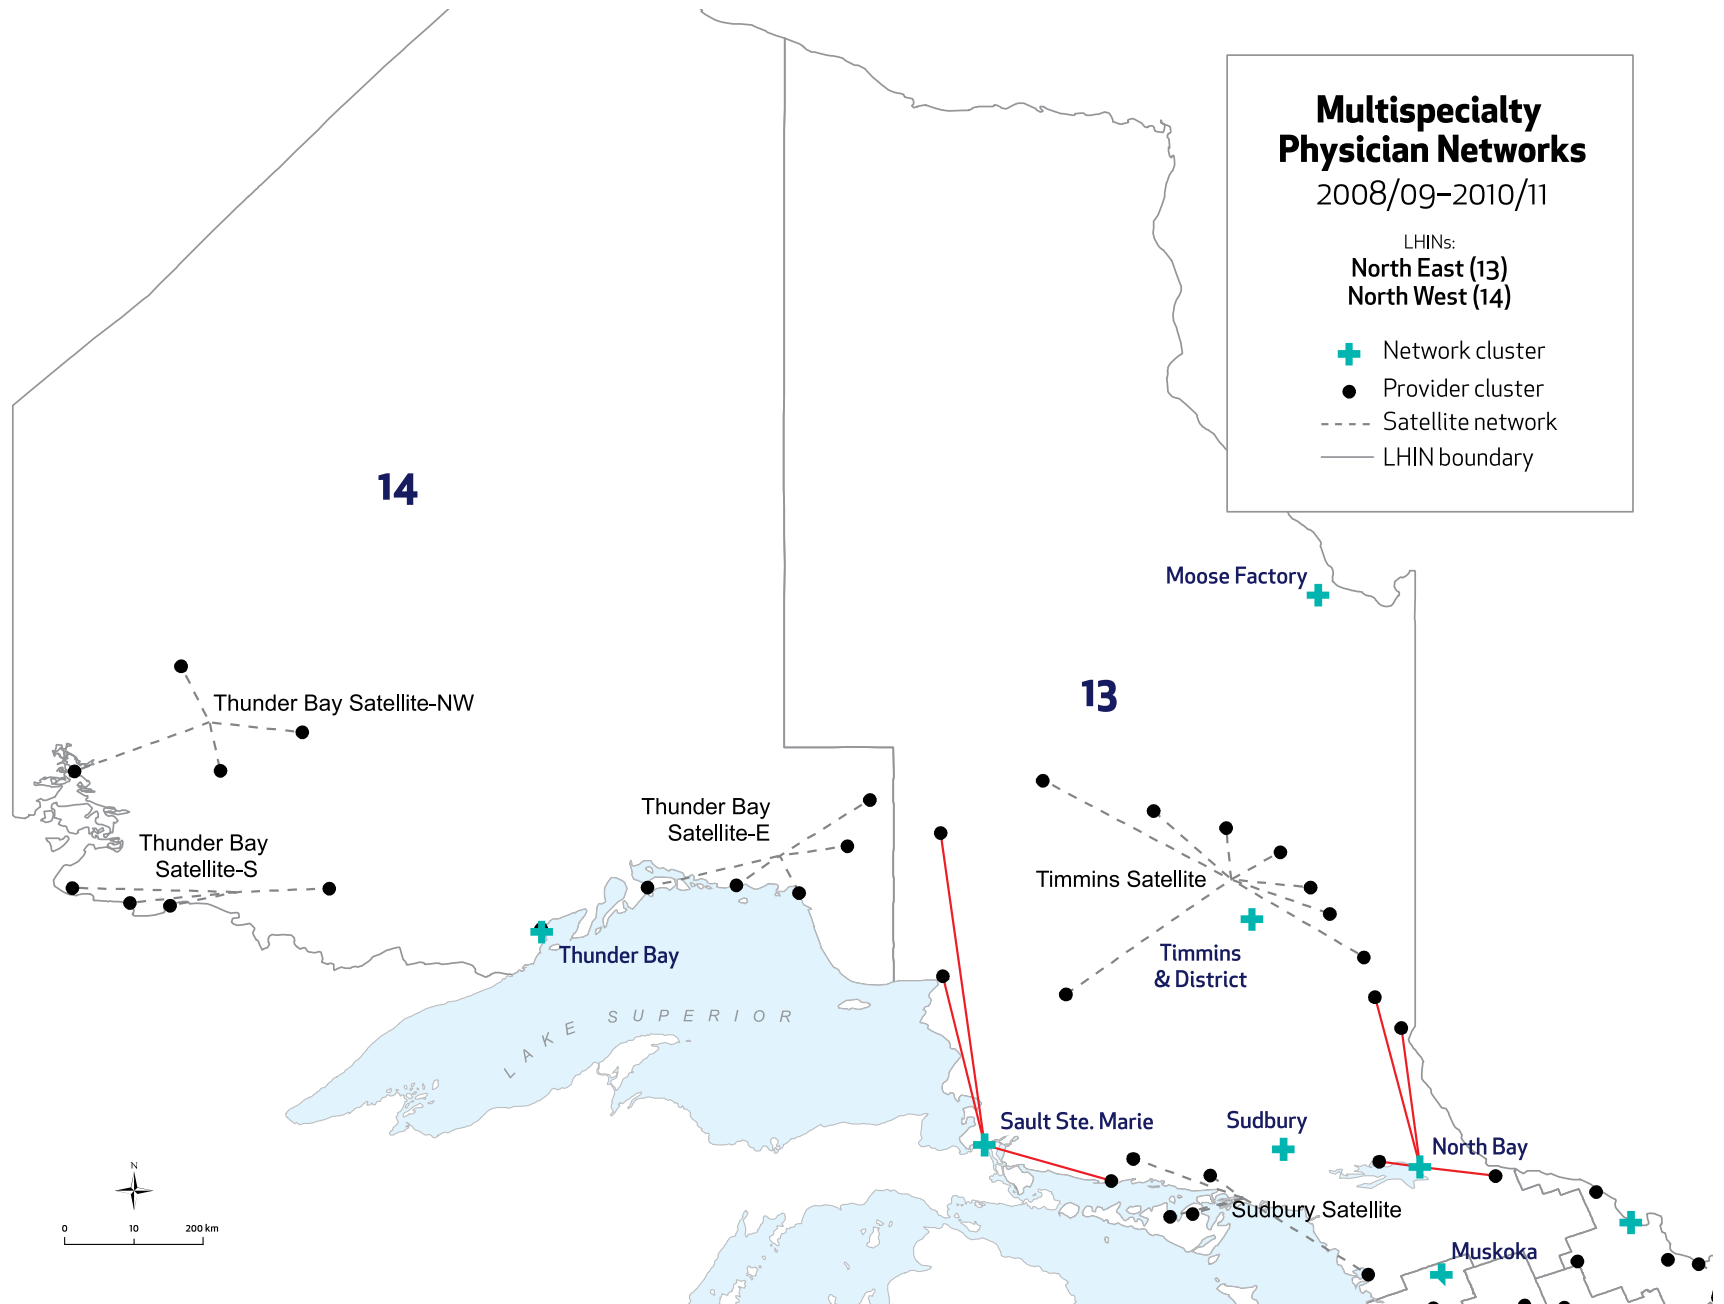 Multispecialty
Physician Networks
2008/09–2010/11
LHINs:
North East (13)
North West (14)
Network cluster
Provider cluster
Satellite network
LHIN boundary
14
13
Moose Factory
Thunder Bay Satellite-NW
Thunder Bay
Satellite-E
Thunder Bay
Satellite-S
Timmins Satellite
Timmins
& District
Thunder Bay
LAKE SUPERIOR
Sault Ste. Marie
Sudbury
North Bay
Sudbury Satellite
Muskoka
N
0 10 200 km